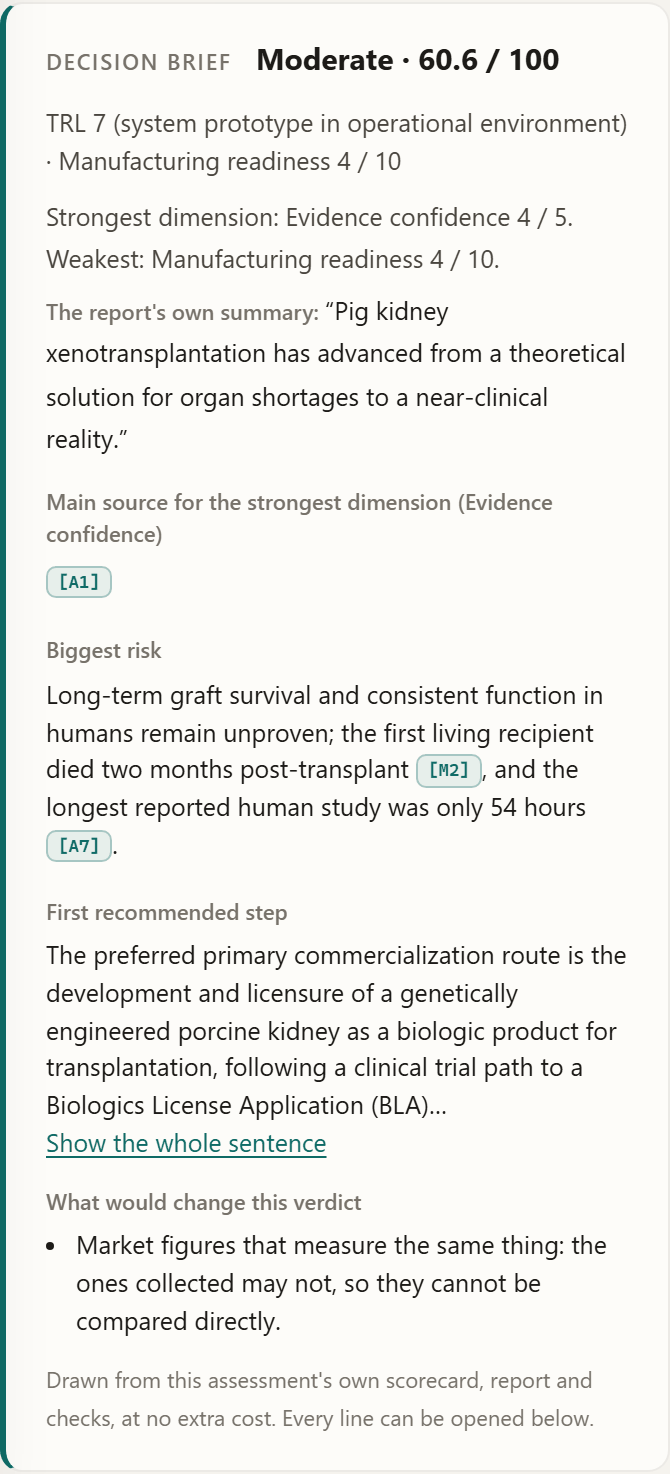 DECISION BRIEF Moderate · 60.6 / 100
TRL 7 (system prototype in operational environment)
· Manufacturing readiness 4 / 10
Strongest dimension: Evidence confidence 4 / 5.
Weakest: Manufacturing readiness 4 / 10.
The report's own summary: “Pig kidney
xenotransplantation has advanced from a theoretical
solution for organ shortages to a near-clinical
reality.”
Main source for the strongest dimension (Evidence
confidence)
[A1]
Biggest risk
Long-term graft survival and consistent function in
humans remain unproven; the first living recipient
died two months post-transplant [M2], and the
longest reported human study was only 54 hours
[A7].
First recommended step
The preferred primary commercialization route is the
development and licensure of a genetically
engineered porcine kidney as a biologic product for
transplantation, following a clinical trial path to a
Biologics License Application (BLA)…
Show the whole sentence
What would change this verdict
• Market figures that measure the same thing: the
ones collected may not, so they cannot be
compared directly.
Drawn from this assessment's own scorecard, report and
checks, at no extra cost. Every line can be opened below.